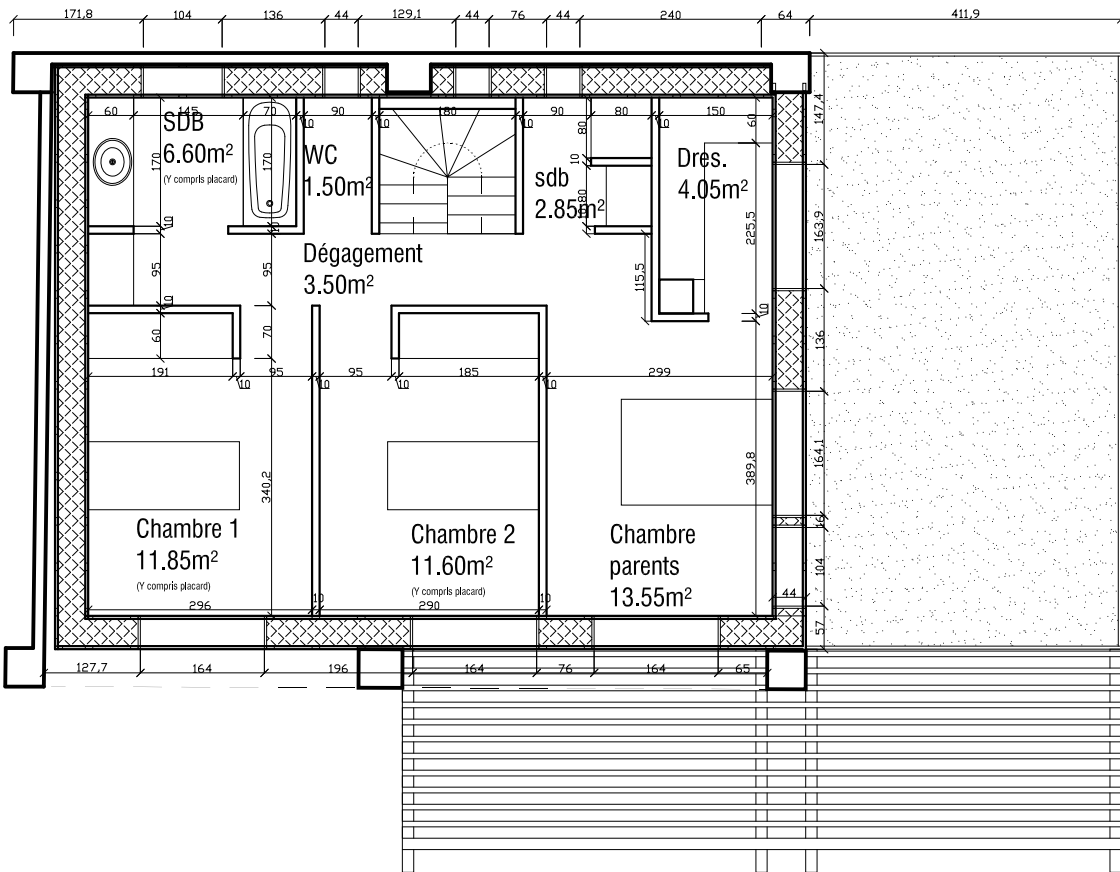 171,8 104 136 44 129,1 44 76 44 240 64 411,9
60 145 70 90 180 90 80 150
10 10 10 10
SDB
6.60m²
(Y compris placard)
170
170
WC
1.50m²
sdb
2.85m²
80
10
80
Dres.
4.05m²
60
225,5
147,4
163,9
10
10
Dégagement
3.50m²
95
95
115,5
10
10
60
70
136
191 95 95 185 299
10 10 10 10
340,2
389,8
164,1
16
104
57
Chambre 1
11.85m²
(Y compris placard)
Chambre 2
11.60m²
(Y compris placard)
Chambre
parents
13.55m²
44
10 10
296 290
127,7 164 196 164 76 164 65